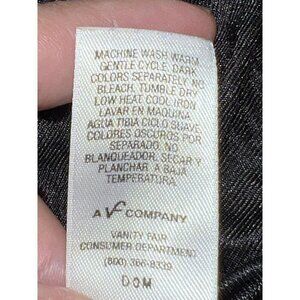 MACHINE WASH WARM,
GENTLE CYCLE, DARK
COLORS SEPARATELY, NO
BLEACH, TUMBLE DRY
LOW HEAT COOL IRON
LAVAR EN MAQUINA
AGUA TIBIA CICLO SUAVE,
COLORES OSCUROS POR
SEPARADO, NO
BLANQUEADOR, SECAR Y
PLANCHAR A BAJA
TEMPERATURA
A VF COMPANY
VANITY FAIR
CONSUMER DEPARTMENT
(800) 366-8339
DOM